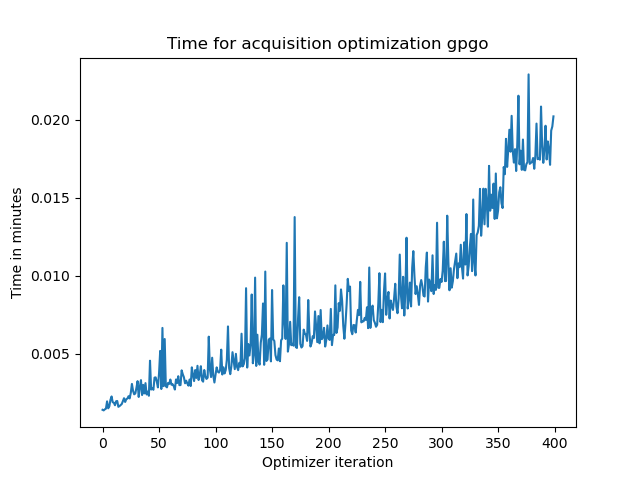 Time for acquisition optimization gpgo
0.020
0.015
0.010
0.005
Time in minutes
0 50 100 150 200 250 300 350 400
Optimizer iteration